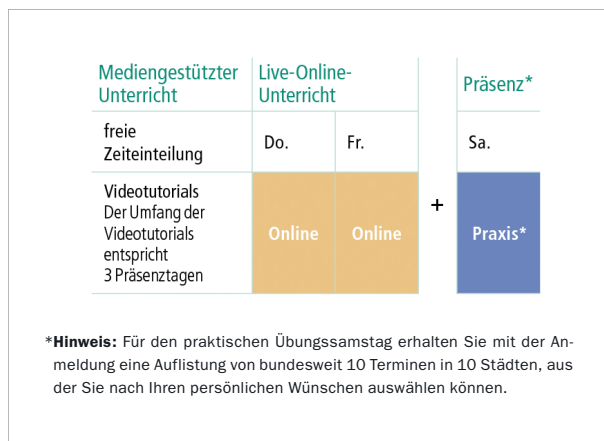 Mediengestützter Unterricht
Live-Online-Unterricht
Präsenz*
freie Zeiteinteilung
Do.
Fr.
Sa.
Videotutorials
Der Umfang der
Videotutorials
entspricht
3 Präsenztagen
Online
Online
+
Praxis*
*Hinweis: Für den praktischen Übungssamstag erhalten Sie mit der An-
meldung eine Auflistung von bundesweit 10 Terminen in 10 Städten, aus
der Sie nach Ihren persönlichen Wünschen auswählen können.